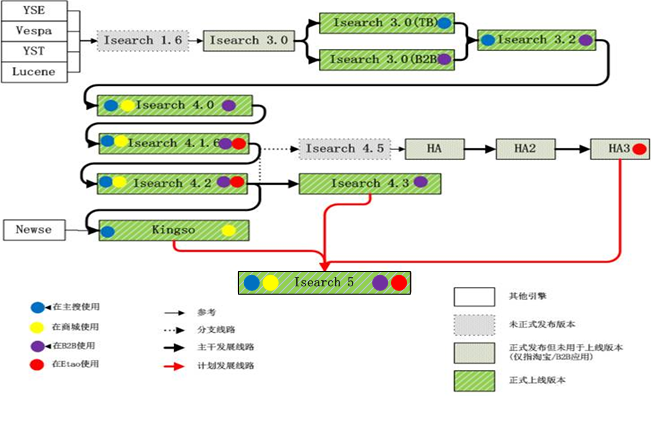 YSE
Vespa
YST
Lucene
Isearch 1.6
Isearch 3.0
Isearch 3.0(TB)
Isearch 3.0(B2B)
Isearch 3.2
Isearch 4.0
Isearch 4.1.6
Isearch 4.5
HA
HA2
HA3
Isearch 4.2
Isearch 4.3
Newse
Kingso
Isearch 5
在主搜使用
在商城使用
在B2B使用
在Etao使用
参考
分支线路
主干发展线路
计划发展线路
其他引擎
未正式发布版本
正式发布但未用于上线版本
(仅指淘宝/B2B应用)
正式上线版本